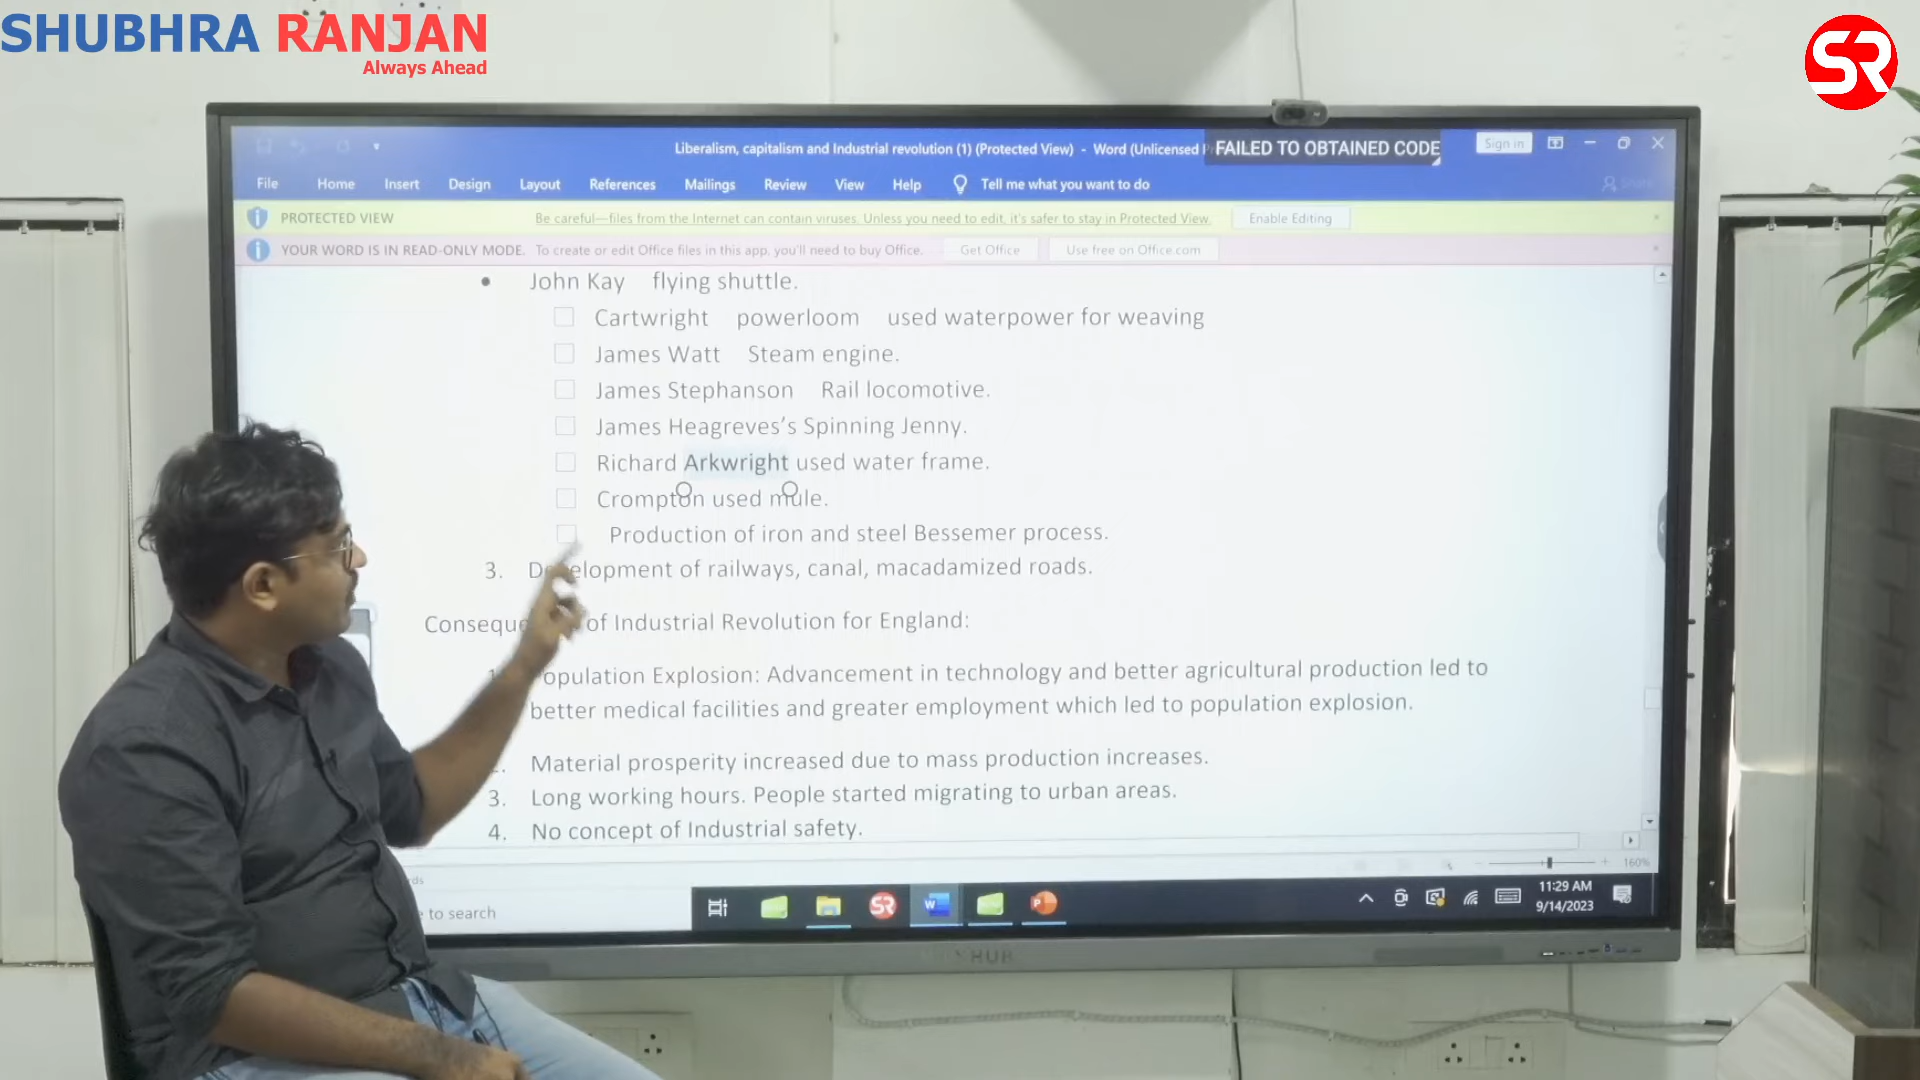 SHUBHRA RANJAN
Always Ahead
SR
Liberalism, capitalism and Industrial revolution (1) (Protected View) - Word (Unlicensed
FAILED TO OBTAINED CODE
Sign in
File Home Insert Design Layout References Mailings Review View Help Tell me what you want to do
Share
PROTECTED VIEW Be careful—files from the Internet can contain viruses. Unless you need to edit, it's safer to stay in Protected View. Enable Editing
YOUR WORD IS IN READ-ONLY MODE. To create or edit Office files in this app, you'll need to buy Office. Get Office Use free on Office.com
• John Kay flying shuttle.
Cartwright powerloom used waterpower for weaving
James Watt Steam engine.
James Stephanson Rail locomotive.
James Heagreves's Spinning Jenny.
Richard Arkwright used water frame.
Crompton used mule.
Production of iron and steel Bessemer process.
3. Development of railways, canal, macadamized roads.
of Industrial Revolution for England:
opulation Explosion: Advancement in technology and better agricultural production led to
better medical facilities and greater employment which led to population explosion.
Material prosperity increased due to mass production increases.
3. Long working hours. People started migrating to urban areas.
4. No concept of Industrial safety.
160%
to search
SR
11:29 AM
9/14/2023
HUB